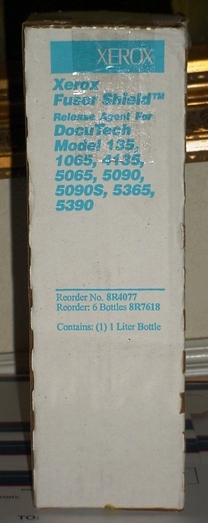 XEROX
Xerox
Fuser Shield™
Release Agent For
DocuTech
Model 135,
1065, 4135,
5065, 5090,
5090S, 5365,
5390
Reorder No. 8R4077
Reorder: 6 Bottles 8R7618
Contains: (1) 1 Liter Bottle
TO: